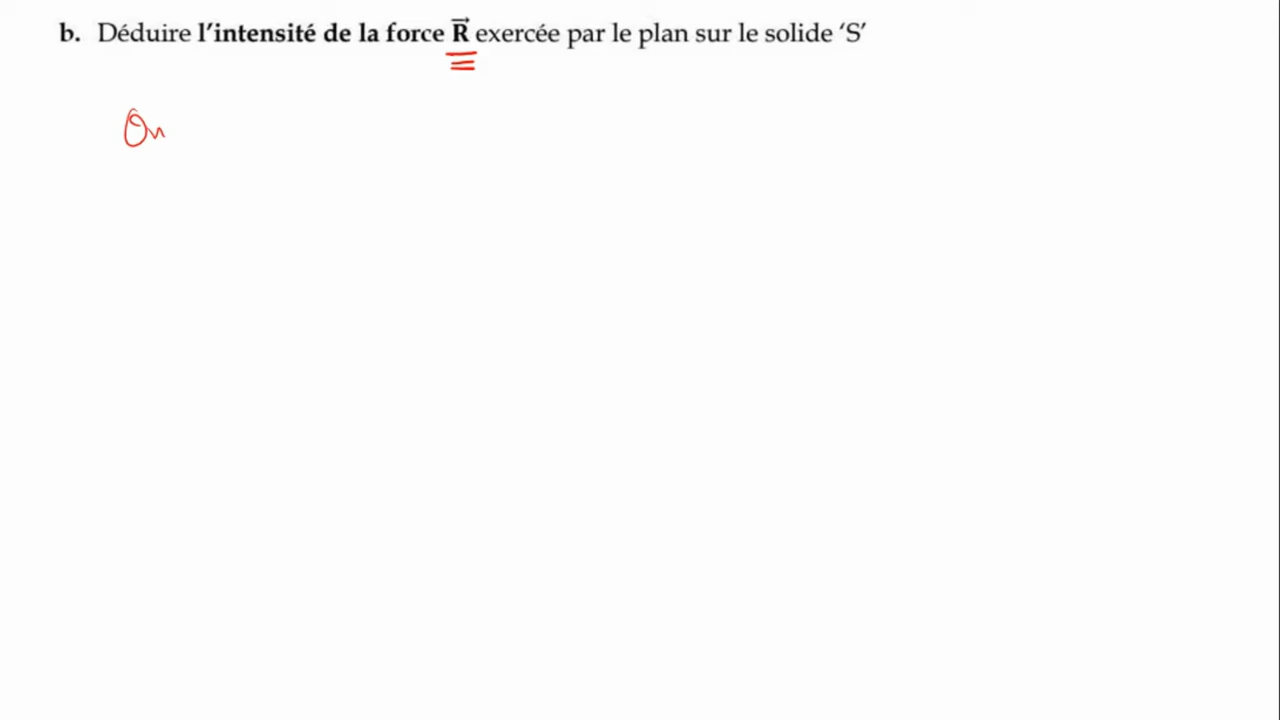 b. Déduire l'intensité de la force R⃗ exercée par le plan sur le solide ‘S’
On